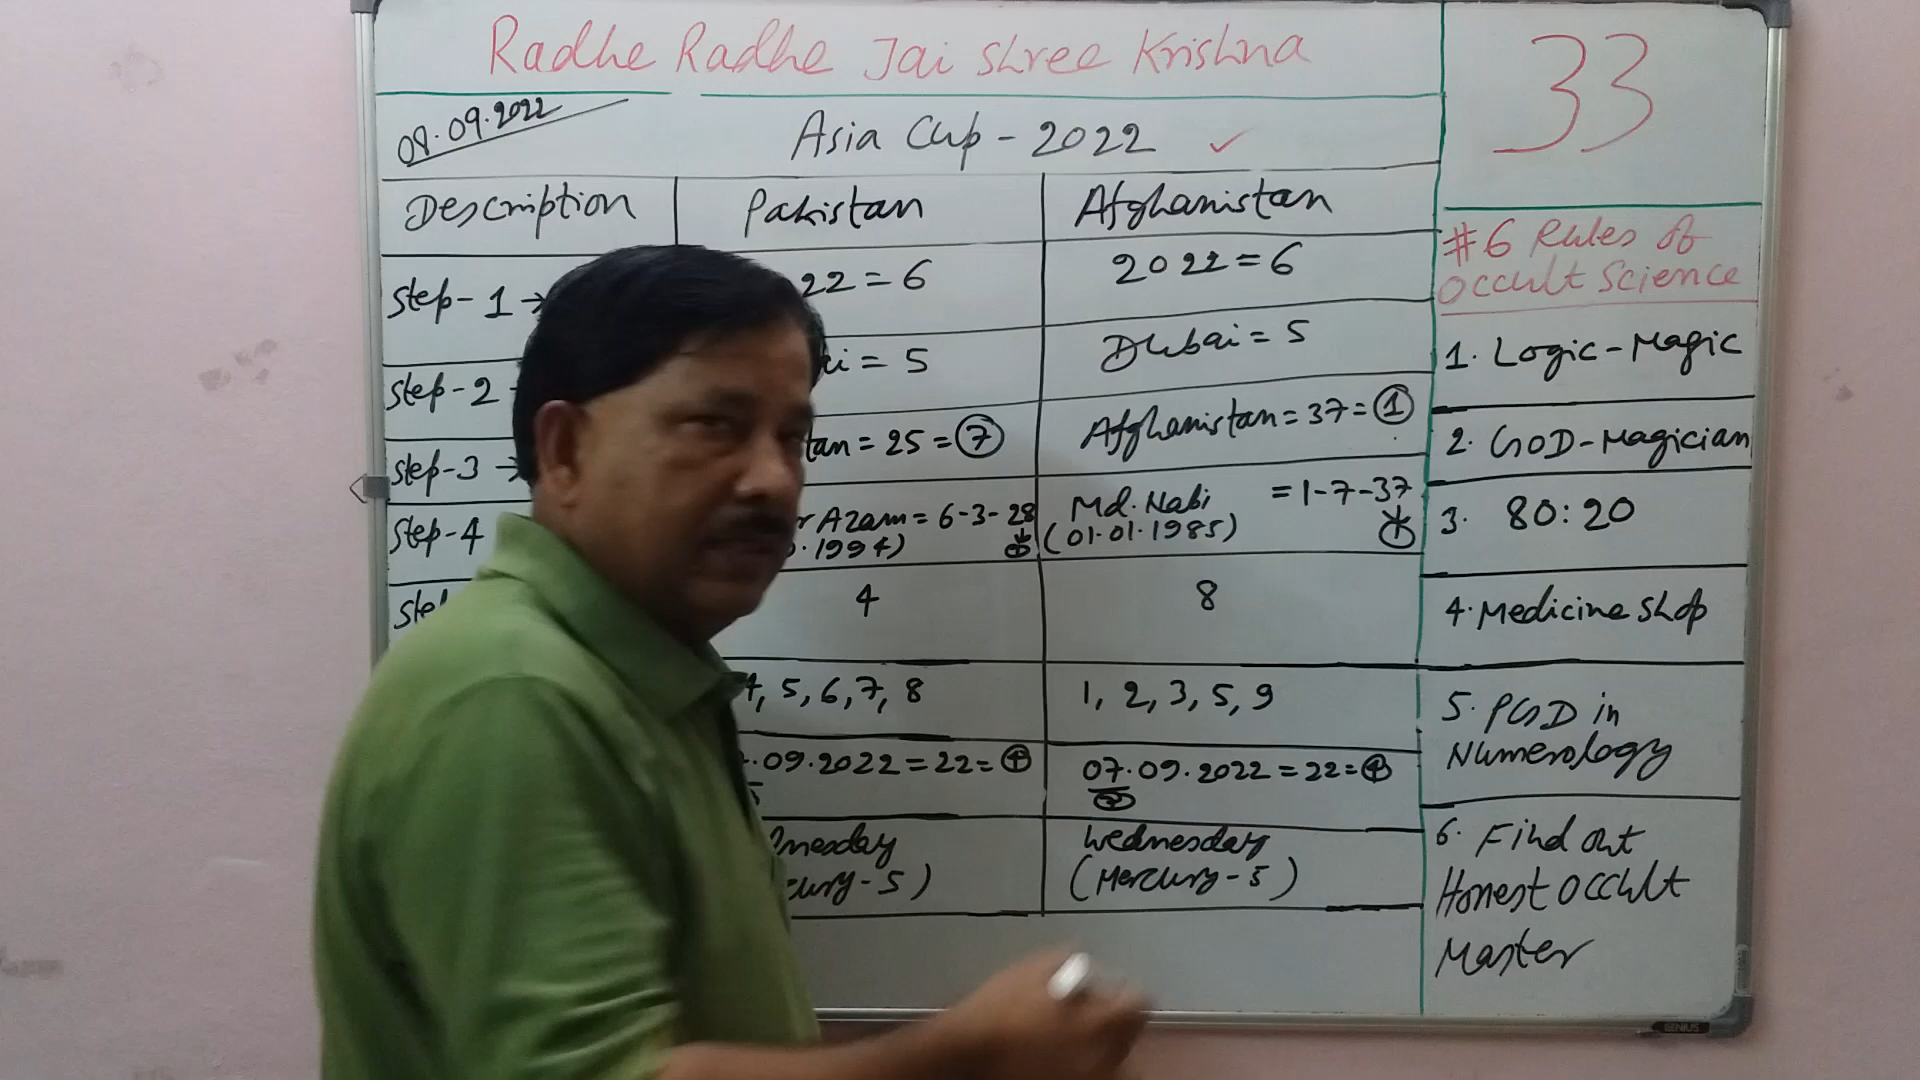 Radhe Radhe Jai Shree Krishna
33
08.09.2022
Asia Cup - 2022 ✓
Description Pakistan Afghanistan
#6 Rules of
Occult Science
Step-1 → 22 = 6 2022 = 6
1. Logic-Magic
Step-2 = 5 Dubai = 5
2. GOD-Magician
Step-3 → tan = 25 = 7 Afghanistan = 37 = 1
3. 80:20
Step-4 Azam = 6-3-28 Md. Nabi = 1-7-37
.1994) (01.01.1985)
4 8
4. Medicine Shop
4, 5, 6, 7, 8 1, 2, 3, 5, 9
5. PGD in
Numerology
.09.2022 = 22 = 4 07.09.2022 = 22 = 4
nesday Wednesday
cury-5) (Mercury-5)
6. Find out
Honest Occult
Master
GENIUS